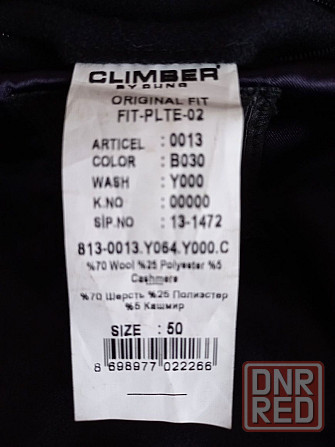 CLIMBER®
BY DUNG
ORIGINAL FIT
FIT-PLTE-02
ARTICEL : 0013
COLOR : B030
WASH : Y000
K.NO : 00000
SİP.NO : 13-1472
813-0013.Y064.Y000.C
%70 Wool %25 Polyester %5
Cashmere
%70 Шерсть %25 Полиэстер
%5 Кашмир
SIZE : 50
8 698977 022266
DNR
RED